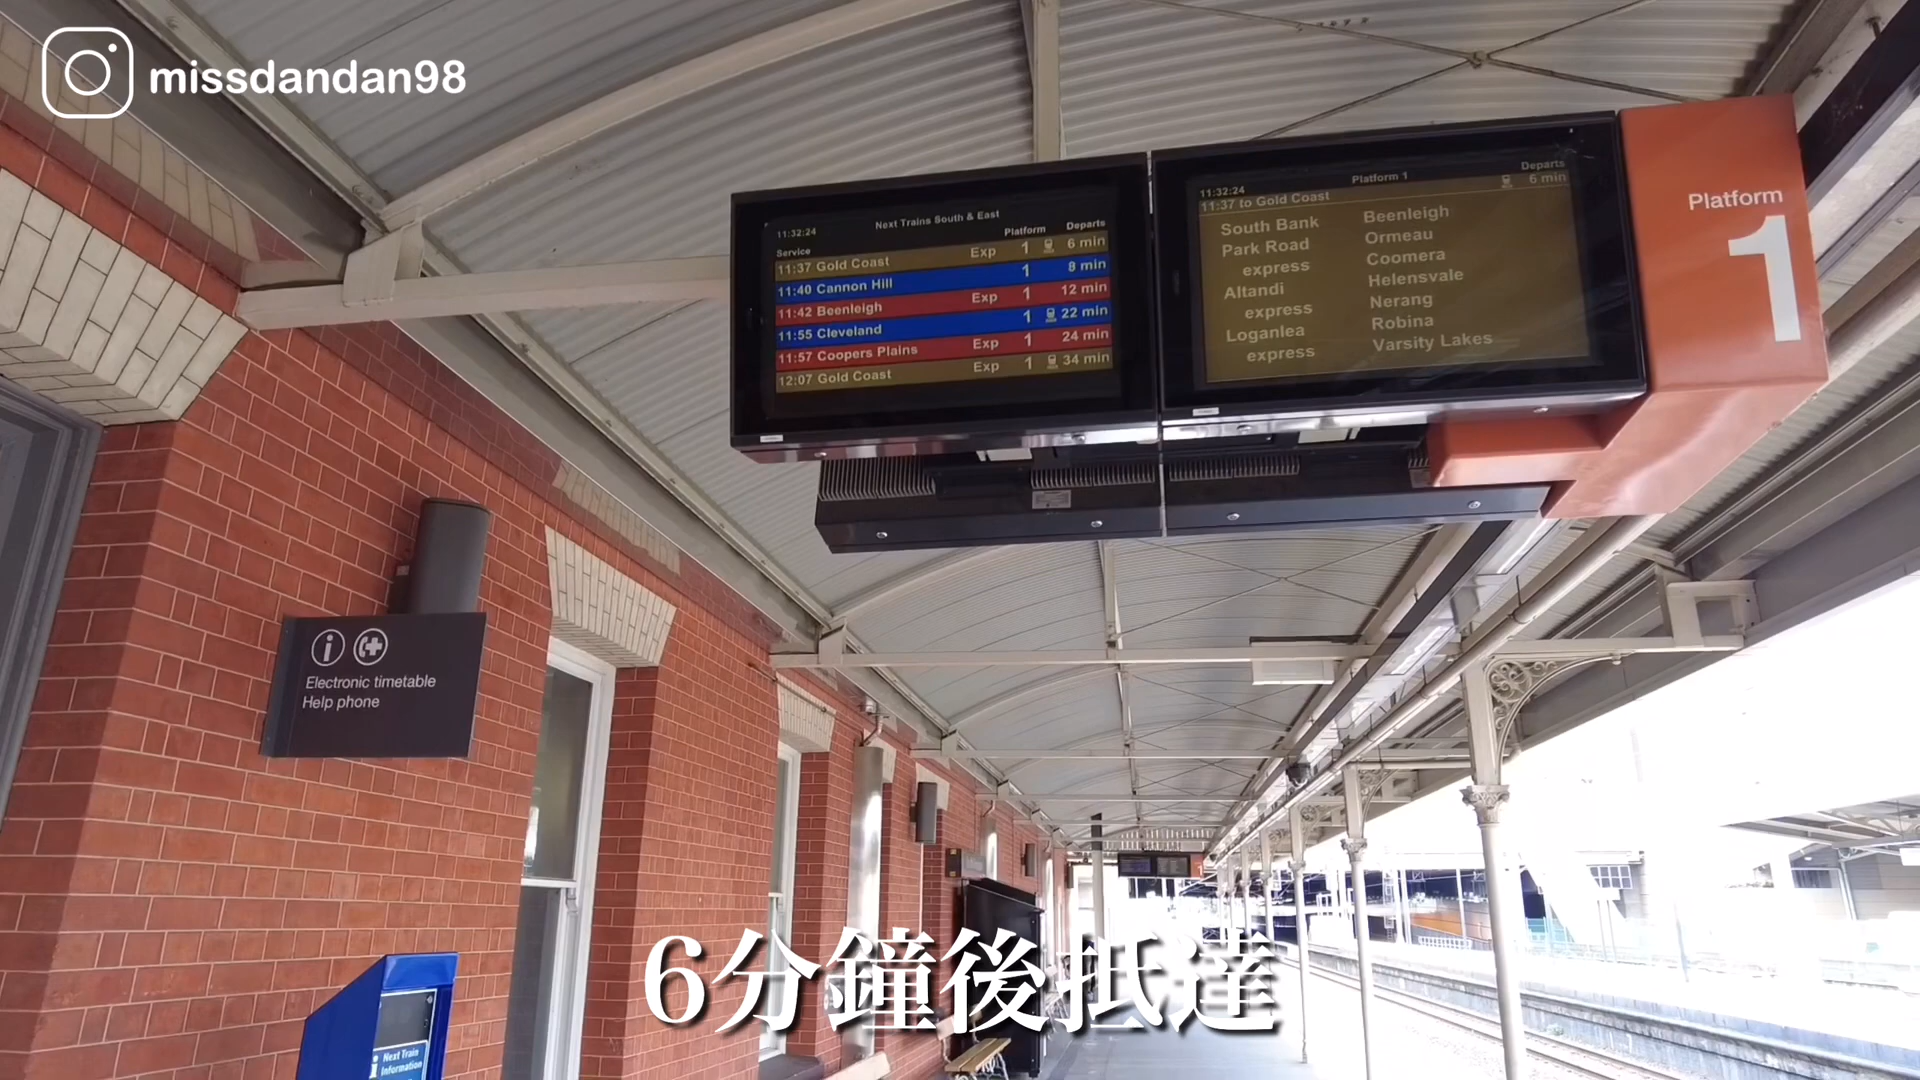 missdandan98
11:32:24
Next Trains South & East
Service
Platform
Departs
11:37 Gold Coast Exp 1 6 min
11:40 Cannon Hill 1 8 min
11:42 Beenleigh Exp 1 12 min
11:55 Cleveland 1 22 min
11:57 Coopers Plains Exp 1 24 min
12:07 Gold Coast Exp 1 34 min
11:32:24
Platform 1
Departs
11:37 to Gold Coast
6 min
South Bank
Park Road
express
Altandi
express
Loganlea
express
Beenleigh
Ormeau
Coomera
Helensvale
Nerang
Robina
Varsity Lakes
Platform
1
Electronic timetable
Help phone
Next Train
Information
6分鐘後抵達